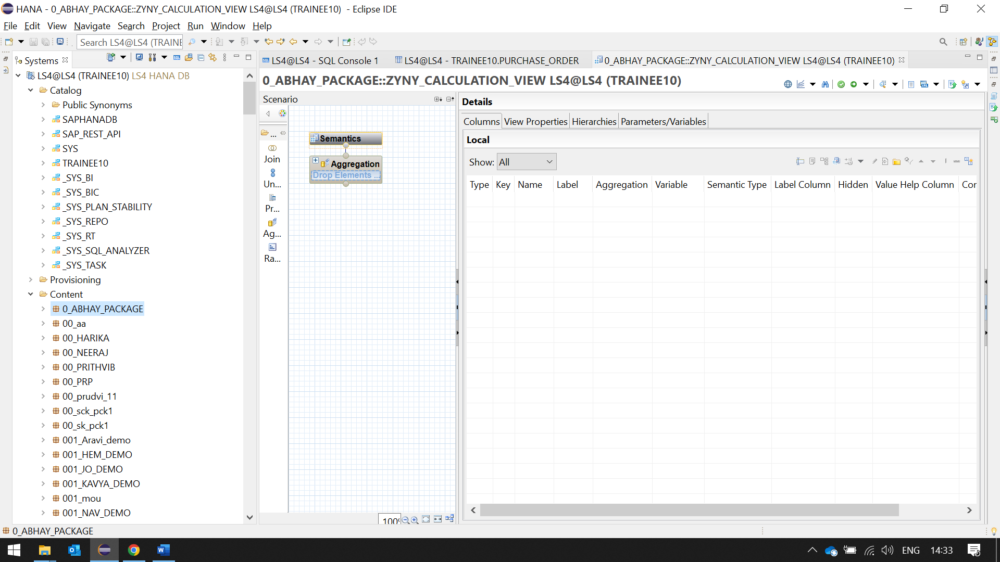 HANA - 0_ABHAY_PACKAGE::ZYNY_CALCULATION_VIEW LS4@LS4 (TRAINEE10) - Eclipse IDE
File Edit View Navigate Search Project Run Window Help
Search LS4@LS4 (TRAINE
Systems
LS4@LS4 (TRAINEE10) LS4 HANA DB
Catalog
Public Synonyms
SAPHANADB
SAP_REST_API
SYS
TRAINEE10
_SYS_BI
_SYS_BIC
_SYS_PLAN_STABILITY
_SYS_REPO
_SYS_RT
_SYS_SQL_ANALYZER
_SYS_TASK
Provisioning
Content
0_ABHAY_PACKAGE
00_aa
00_HARIKA
00_NEERAJ
00_PRITHVIB
00_PRP
00_prudvi_11
00_sck_pck1
00_sk_pck1
001_Aravi_demo
001_HEM_DEMO
001_JO_DEMO
001_KAVYA_DEMO
001_mou
001_NAV_DEMO
LS4@LS4 - SQL Console 1
LS4@LS4 - TRAINEE10.PURCHASE_ORDER
0_ABHAY_PACKAGE::ZYNY_CALCULATION_VIEW LS4@LS4 (TRAINEE10)
0_ABHAY_PACKAGE::ZYNY_CALCULATION_VIEW LS4@LS4 (TRAINEE10)
Scenario
...
Join
Un...
Pr...
Ag...
Ra...
Semantics
Aggregation
Drop Elements ...
100%
Details
Columns View Properties Hierarchies Parameters/Variables
Local
Show: All
Type Key Name Label Aggregation Variable Semantic Type Label Column Hidden Value Help Column Cor
0_ABHAY_PACKAGE
ENG 14:33